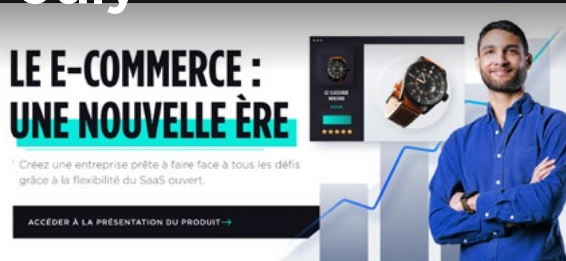 LE E-COMMERCE :
UNE NOUVELLE ÈRE
Créez une entreprise prête à faire face à tous les défis
grâce à la flexibilité du SaaS ouvert.
ACCÉDER À LA PRÉSENTATION DU PRODUIT→